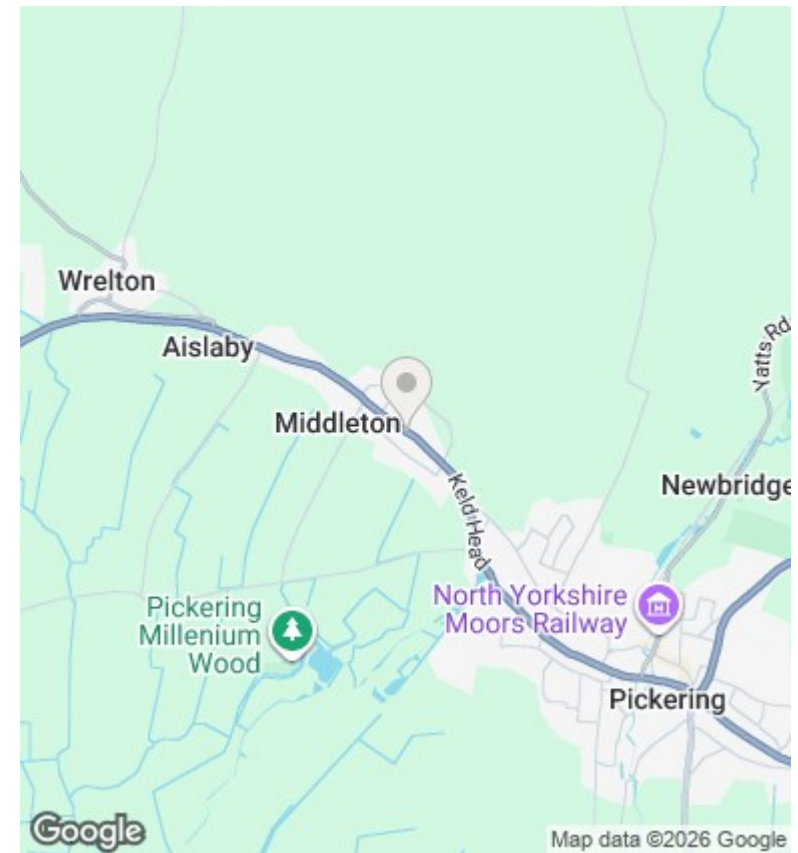 Wrelton
Aislaby
Middleton
Yatts Rd
Keld Head
Newbridge
North Yorkshire
Moors Railway
Pickering
Millenium
Wood
Pickering
Google
Map data ©2026 Google